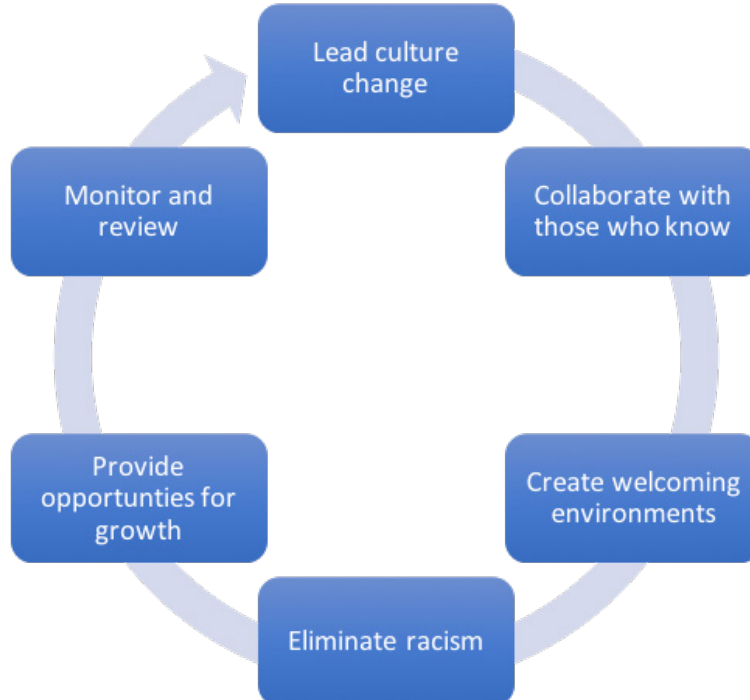 Lead culture
change
Collaborate with
those who know
Create welcoming
environments
Eliminate racism
Provide
opportunties for
growth
Monitor and
review